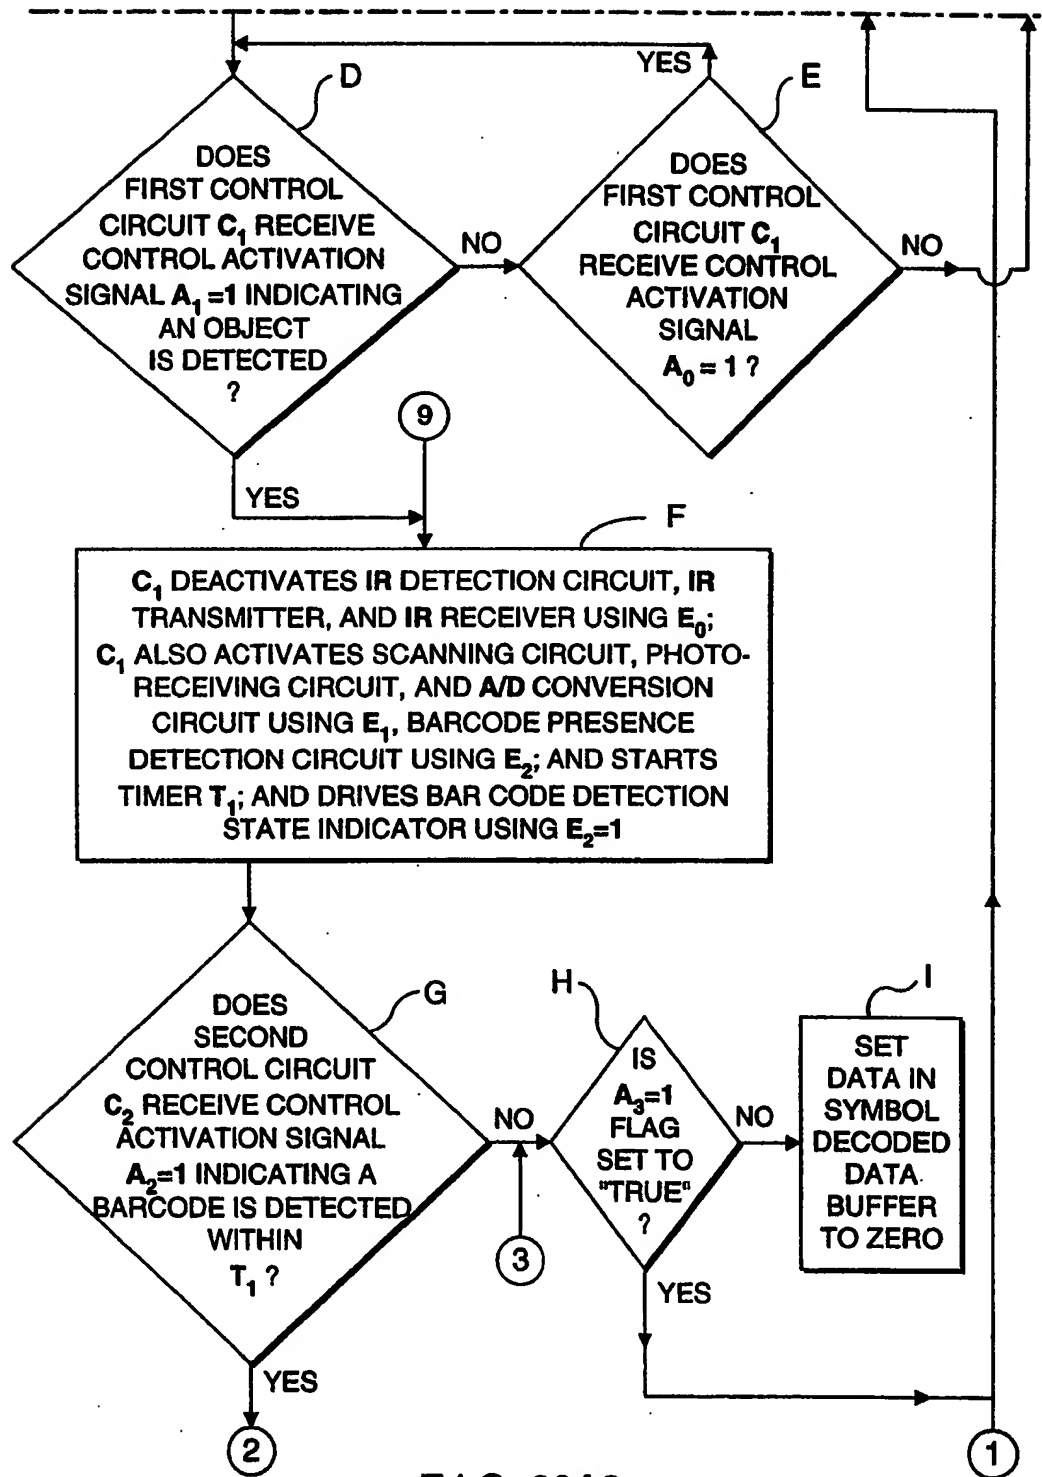 YES
D
E
DOES
FIRST CONTROL
CIRCUIT C₁ RECEIVE
CONTROL ACTIVATION
SIGNAL A₁ =1 INDICATING
AN OBJECT
IS DETECTED
?
NO
DOES
FIRST CONTROL
CIRCUIT C₁
RECEIVE CONTROL
ACTIVATION
SIGNAL
A₀ = 1 ?
NO
9
YES
F
C₁ DEACTIVATES IR DETECTION CIRCUIT, IR
TRANSMITTER, AND IR RECEIVER USING E₀;
C₁ ALSO ACTIVATES SCANNING CIRCUIT, PHOTO-
RECEIVING CIRCUIT, AND A/D CONVERSION
CIRCUIT USING E₁, BARCODE PRESENCE
DETECTION CIRCUIT USING E₂; AND STARTS
TIMER T₁; AND DRIVES BAR CODE DETECTION
STATE INDICATOR USING E₂=1
G
H
I
DOES
SECOND
CONTROL CIRCUIT
C₂ RECEIVE CONTROL
ACTIVATION SIGNAL
A₂=1 INDICATING A
BARCODE IS DETECTED
WITHIN
T₁ ?
NO
3
IS
A₃=1
FLAG
SET TO
"TRUE"
?
NO
SET
DATA IN
SYMBOL
DECODED
DATA
BUFFER
TO ZERO
YES
YES
2
1